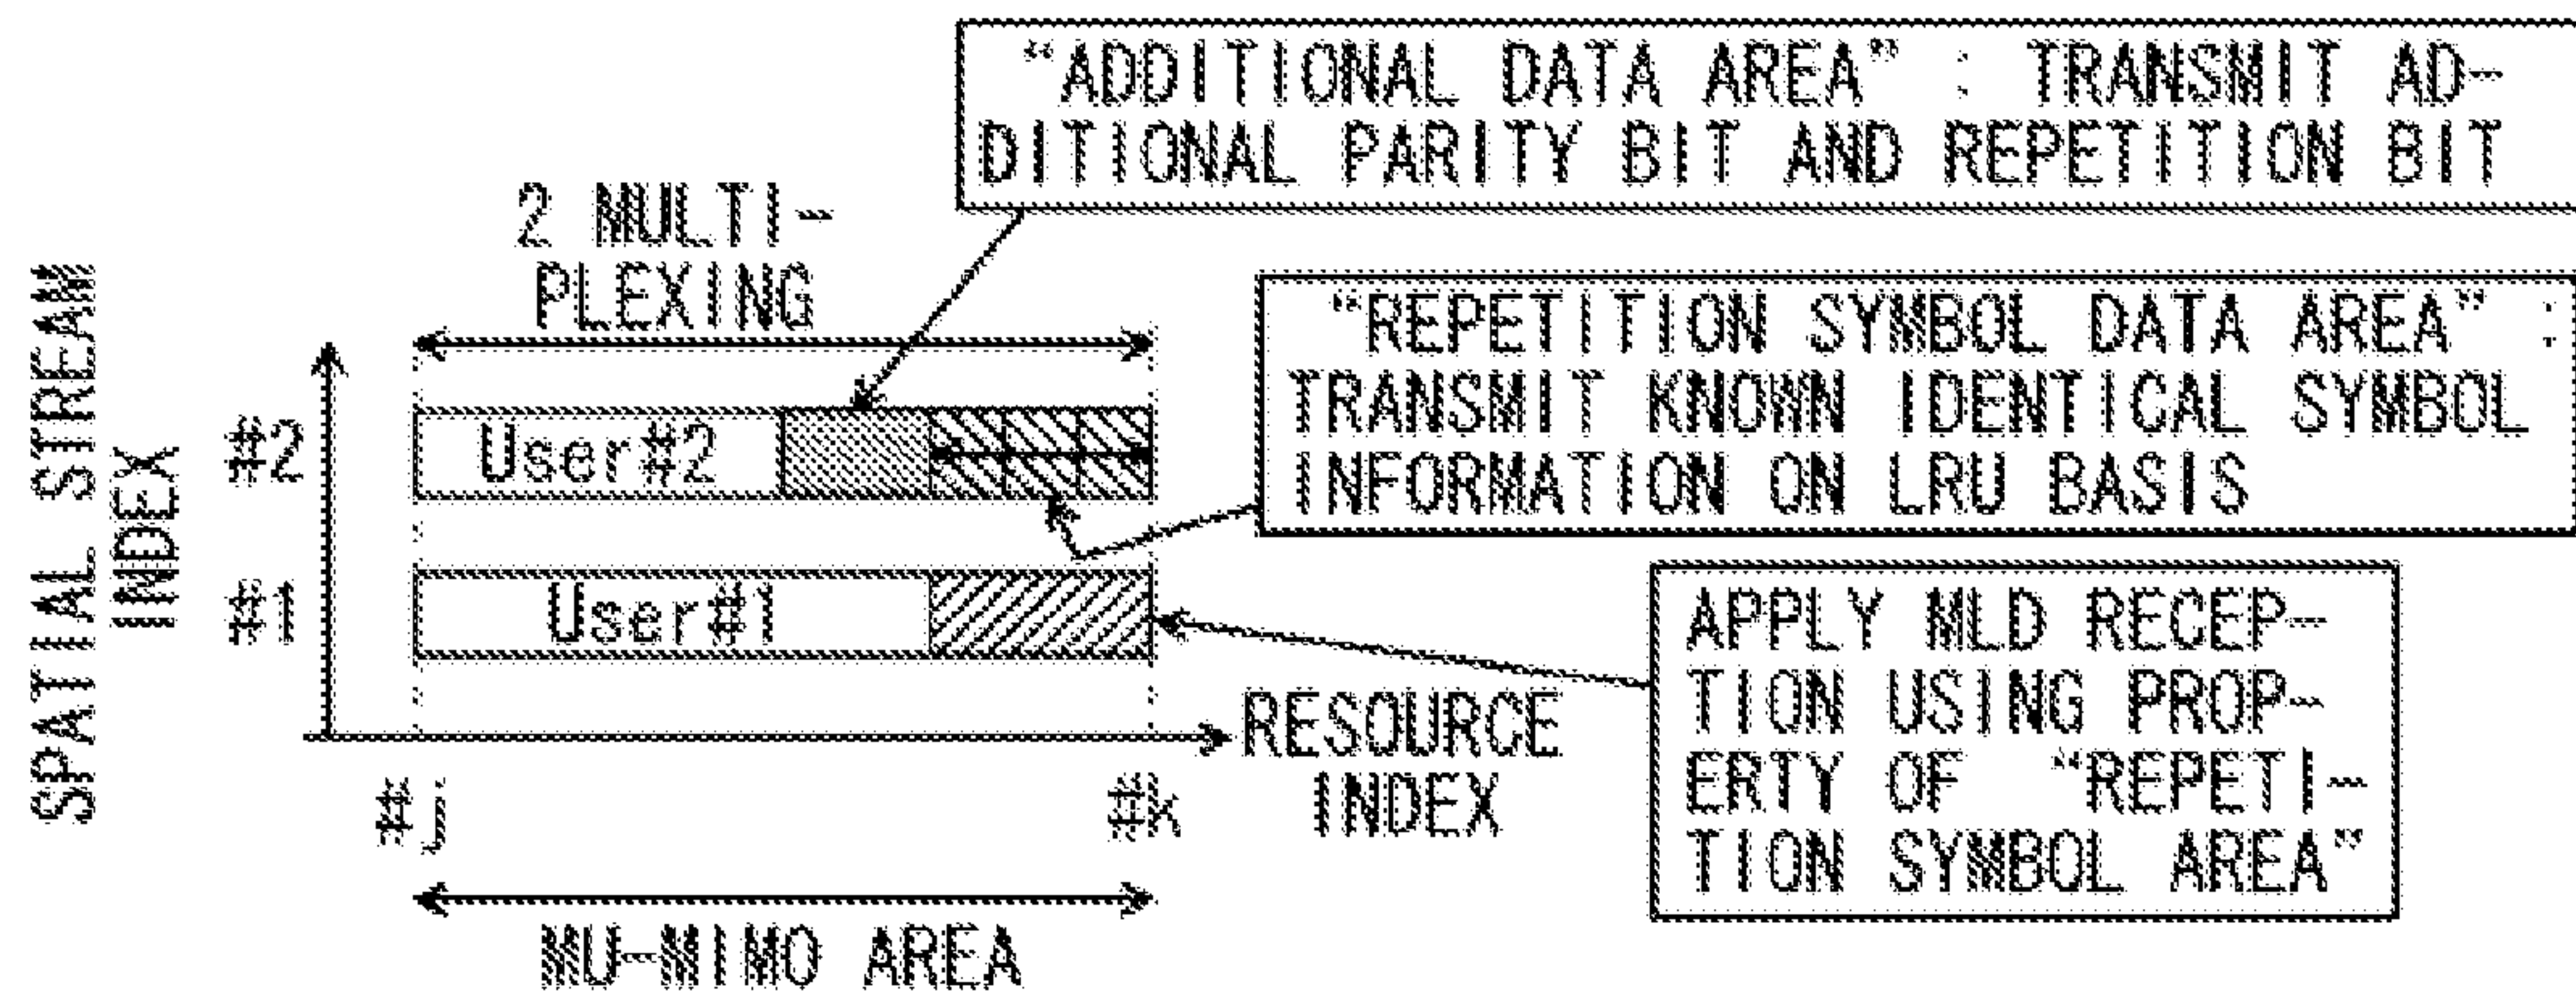 “ADDITIONAL DATA AREA” : TRANSMIT AD-
DITIONAL PARITY BIT AND REPETITION BIT
2 MULTI-
PLEXING
“REPETITION SYMBOL DATA AREA” :
TRANSMIT KNOWN IDENTICAL SYMBOL
INFORMATION ON LRU BASIS
SPATIAL STREAM
INDEX
#2
User#2
#1
User#1
APPLY MLD RECEP-
TION USING PROP-
ERTY OF “REPETI-
TION SYMBOL AREA”
RESOURCE
INDEX
#j
#k
MU-MIMO AREA